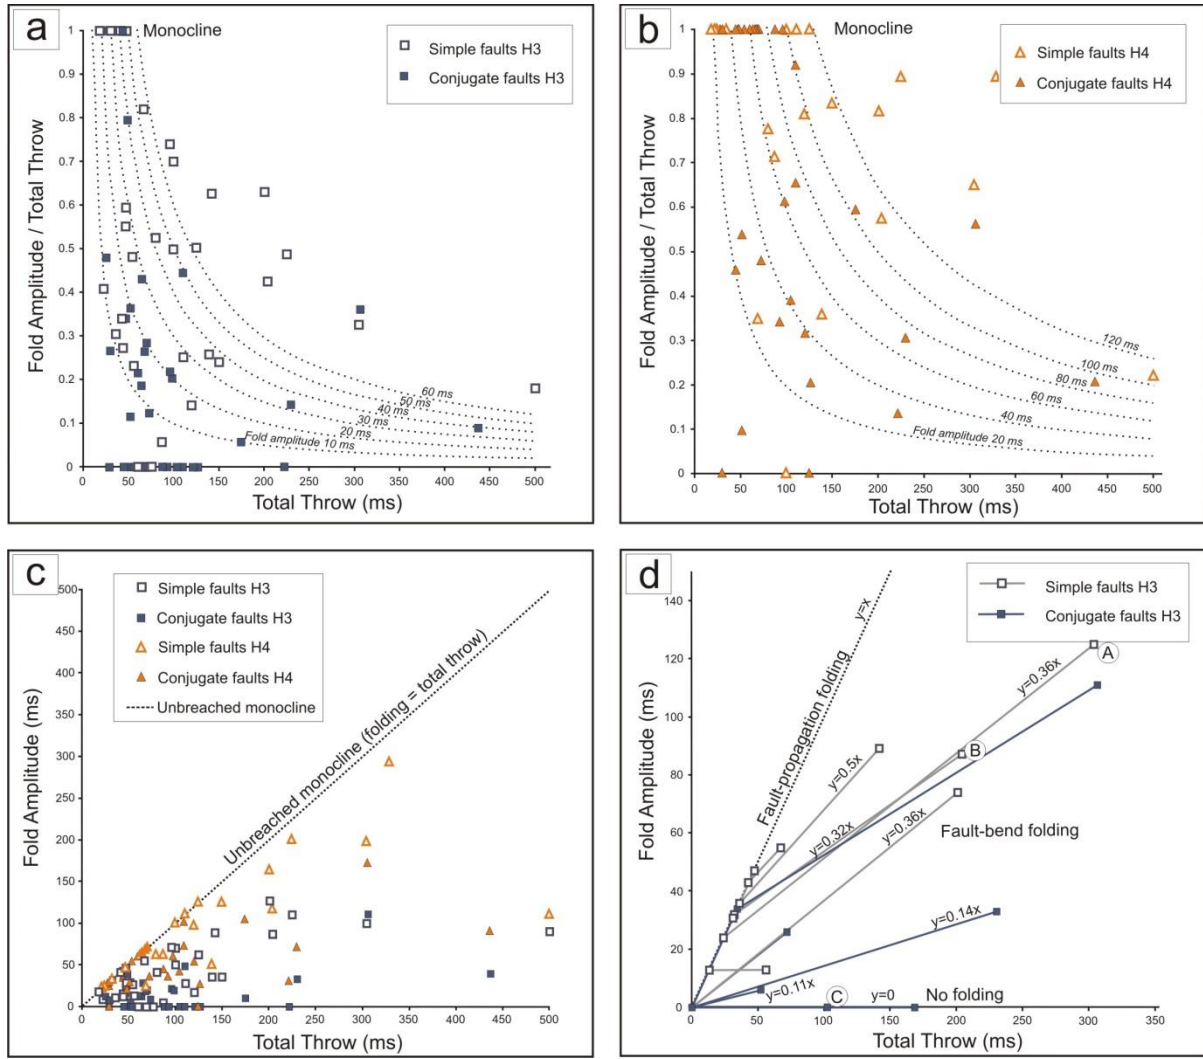 a
Monocline
Simple faults H3
Conjugate faults H3
1
0.9
0.8
0.7
0.6
0.5
0.4
0.3
0.2
0.1
0
Fold Amplitude / Total Throw
60 ms
50 ms
40 ms
30 ms
20 ms
Fold amplitude 10 ms
0 50 100 150 200 250 300 350 400 450 500
Total Throw (ms)
b
Monocline
Simple faults H4
Conjugate faults H4
1
0.9
0.8
0.7
0.6
0.5
0.4
0.3
0.2
0.1
0
Fold Amplitude / Total Throw
120 ms
100 ms
80 ms
60 ms
40 ms
Fold amplitude 20 ms
0 50 100 150 200 250 300 350 400 450 500
Total Throw (ms)
c
Simple faults H3
Conjugate faults H3
Simple faults H4
Conjugate faults H4
Unbreached monocline
500
450
400
350
300
250
200
150
100
50
0
Fold Amplitude (ms)
Unbreached monocline (folding = total throw)
0 50 100 150 200 250 300 350 400 450 500
Total Throw (ms)
d
Simple faults H3
Conjugate faults H3
140
120
100
80
60
40
20
0
Fold Amplitude (ms)
Fault-propagation folding
y=x
y=0.36x
A
B
y=0.5x
y=0.32x
y=0.36x
Fault-bend folding
y=0.14x
y=0.11x
C
y=0
No folding
0 50 100 150 200 250 300 350
Total Throw (ms)